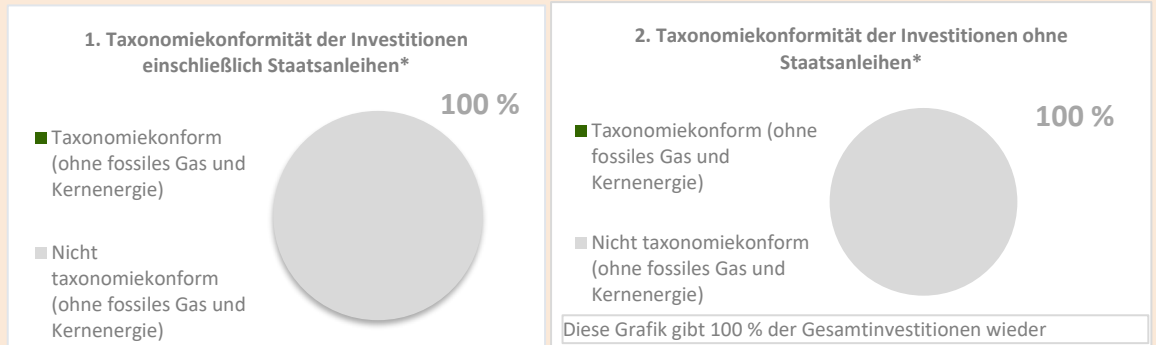 1. Taxonomiekonformität der Investitionen
einschließlich Staatsanleihen*
100 %
Taxonomiekonform
(ohne fossiles Gas und
Kernenergie)
Nicht
taxonomiekonform
(ohne fossiles Gas und
Kernenergie)
2. Taxonomiekonformität der Investitionen ohne
Staatsanleihen*
100 %
Taxonomiekonform (ohne
fossiles Gas und
Kernenergie)
Nicht taxonomiekonform
(ohne fossiles Gas und
Kernenergie)
Diese Grafik gibt 100 % der Gesamtinvestitionen wieder